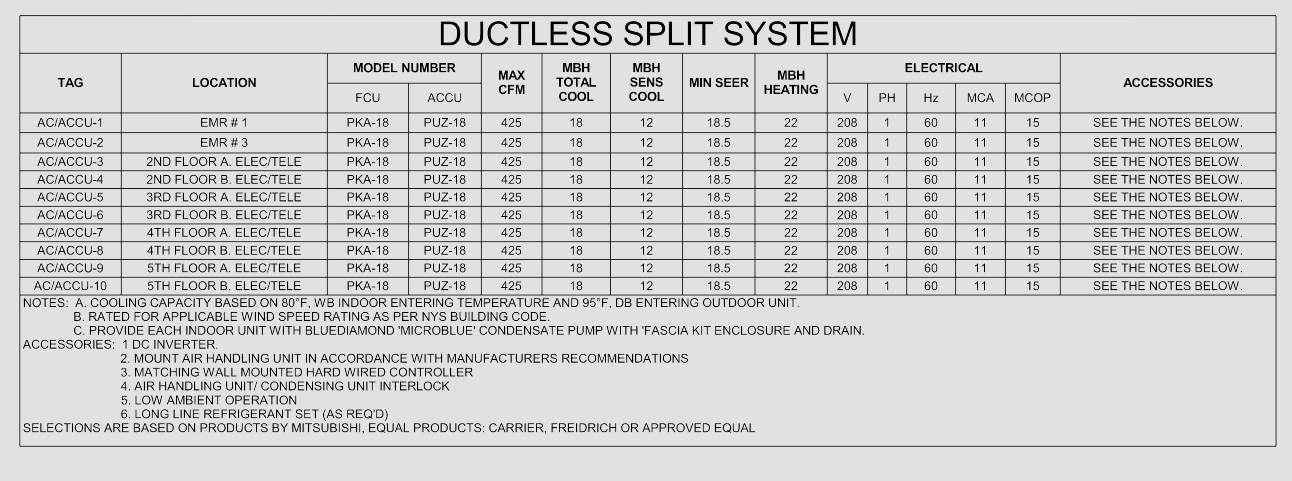 DUCTLESS SPLIT SYSTEM
TAG LOCATION MODEL NUMBER MAX CFM MBH TOTAL COOL MBH SENS COOL MIN SEER MBH HEATING ELECTRICAL ACCESSORIES
FCU ACCU V PH Hz MCA MCOP
AC/ACCU-1 EMR # 1 PKA-18 PUZ-18 425 18 12 18.5 22 208 1 60 11 15 SEE THE NOTES BELOW.
AC/ACCU-2 EMR # 3 PKA-18 PUZ-18 425 18 12 18.5 22 208 1 60 11 15 SEE THE NOTES BELOW.
AC/ACCU-3 2ND FLOOR A. ELEC/TELE PKA-18 PUZ-18 425 18 12 18.5 22 208 1 60 11 15 SEE THE NOTES BELOW.
AC/ACCU-4 2ND FLOOR B. ELEC/TELE PKA-18 PUZ-18 425 18 12 18.5 22 208 1 60 11 15 SEE THE NOTES BELOW.
AC/ACCU-5 3RD FLOOR A. ELEC/TELE PKA-18 PUZ-18 425 18 12 18.5 22 208 1 60 11 15 SEE THE NOTES BELOW.
AC/ACCU-6 3RD FLOOR B. ELEC/TELE PKA-18 PUZ-18 425 18 12 18.5 22 208 1 60 11 15 SEE THE NOTES BELOW.
AC/ACCU-7 4TH FLOOR A. ELEC/TELE PKA-18 PUZ-18 425 18 12 18.5 22 208 1 60 11 15 SEE THE NOTES BELOW.
AC/ACCU-8 4TH FLOOR B. ELEC/TELE PKA-18 PUZ-18 425 18 12 18.5 22 208 1 60 11 15 SEE THE NOTES BELOW.
AC/ACCU-9 5TH FLOOR A. ELEC/TELE PKA-18 PUZ-18 425 18 12 18.5 22 208 1 60 11 15 SEE THE NOTES BELOW.
AC/ACCU-10 5TH FLOOR B. ELEC/TELE PKA-18 PUZ-18 425 18 12 18.5 22 208 1 60 11 15 SEE THE NOTES BELOW.
NOTES: A. COOLING CAPACITY BASED ON 80°F, WB INDOOR ENTERING TEMPERATURE AND 95°F, DB ENTERING OUTDOOR UNIT.
B. RATED FOR APPLICABLE WIND SPEED RATING AS PER NYS BUILDING CODE.
C. PROVIDE EACH INDOOR UNIT WITH BLUEDIAMOND 'MICROBLUE' CONDENSATE PUMP WITH 'FASCIA KIT ENCLOSURE AND DRAIN.
ACCESSORIES: 1 DC INVERTER.
2. MOUNT AIR HANDLING UNIT IN ACCORDANCE WITH MANUFACTURERS RECOMMENDATIONS
3. MATCHING WALL MOUNTED HARD WIRED CONTROLLER
4. AIR HANDLING UNIT/ CONDENSING UNIT INTERLOCK
5. LOW AMBIENT OPERATION
6. LONG LINE REFRIGERANT SET (AS REQ'D)
SELECTIONS ARE BASED ON PRODUCTS BY MITSUBISHI, EQUAL PRODUCTS: CARRIER, FREIDRICH OR APPROVED EQUAL